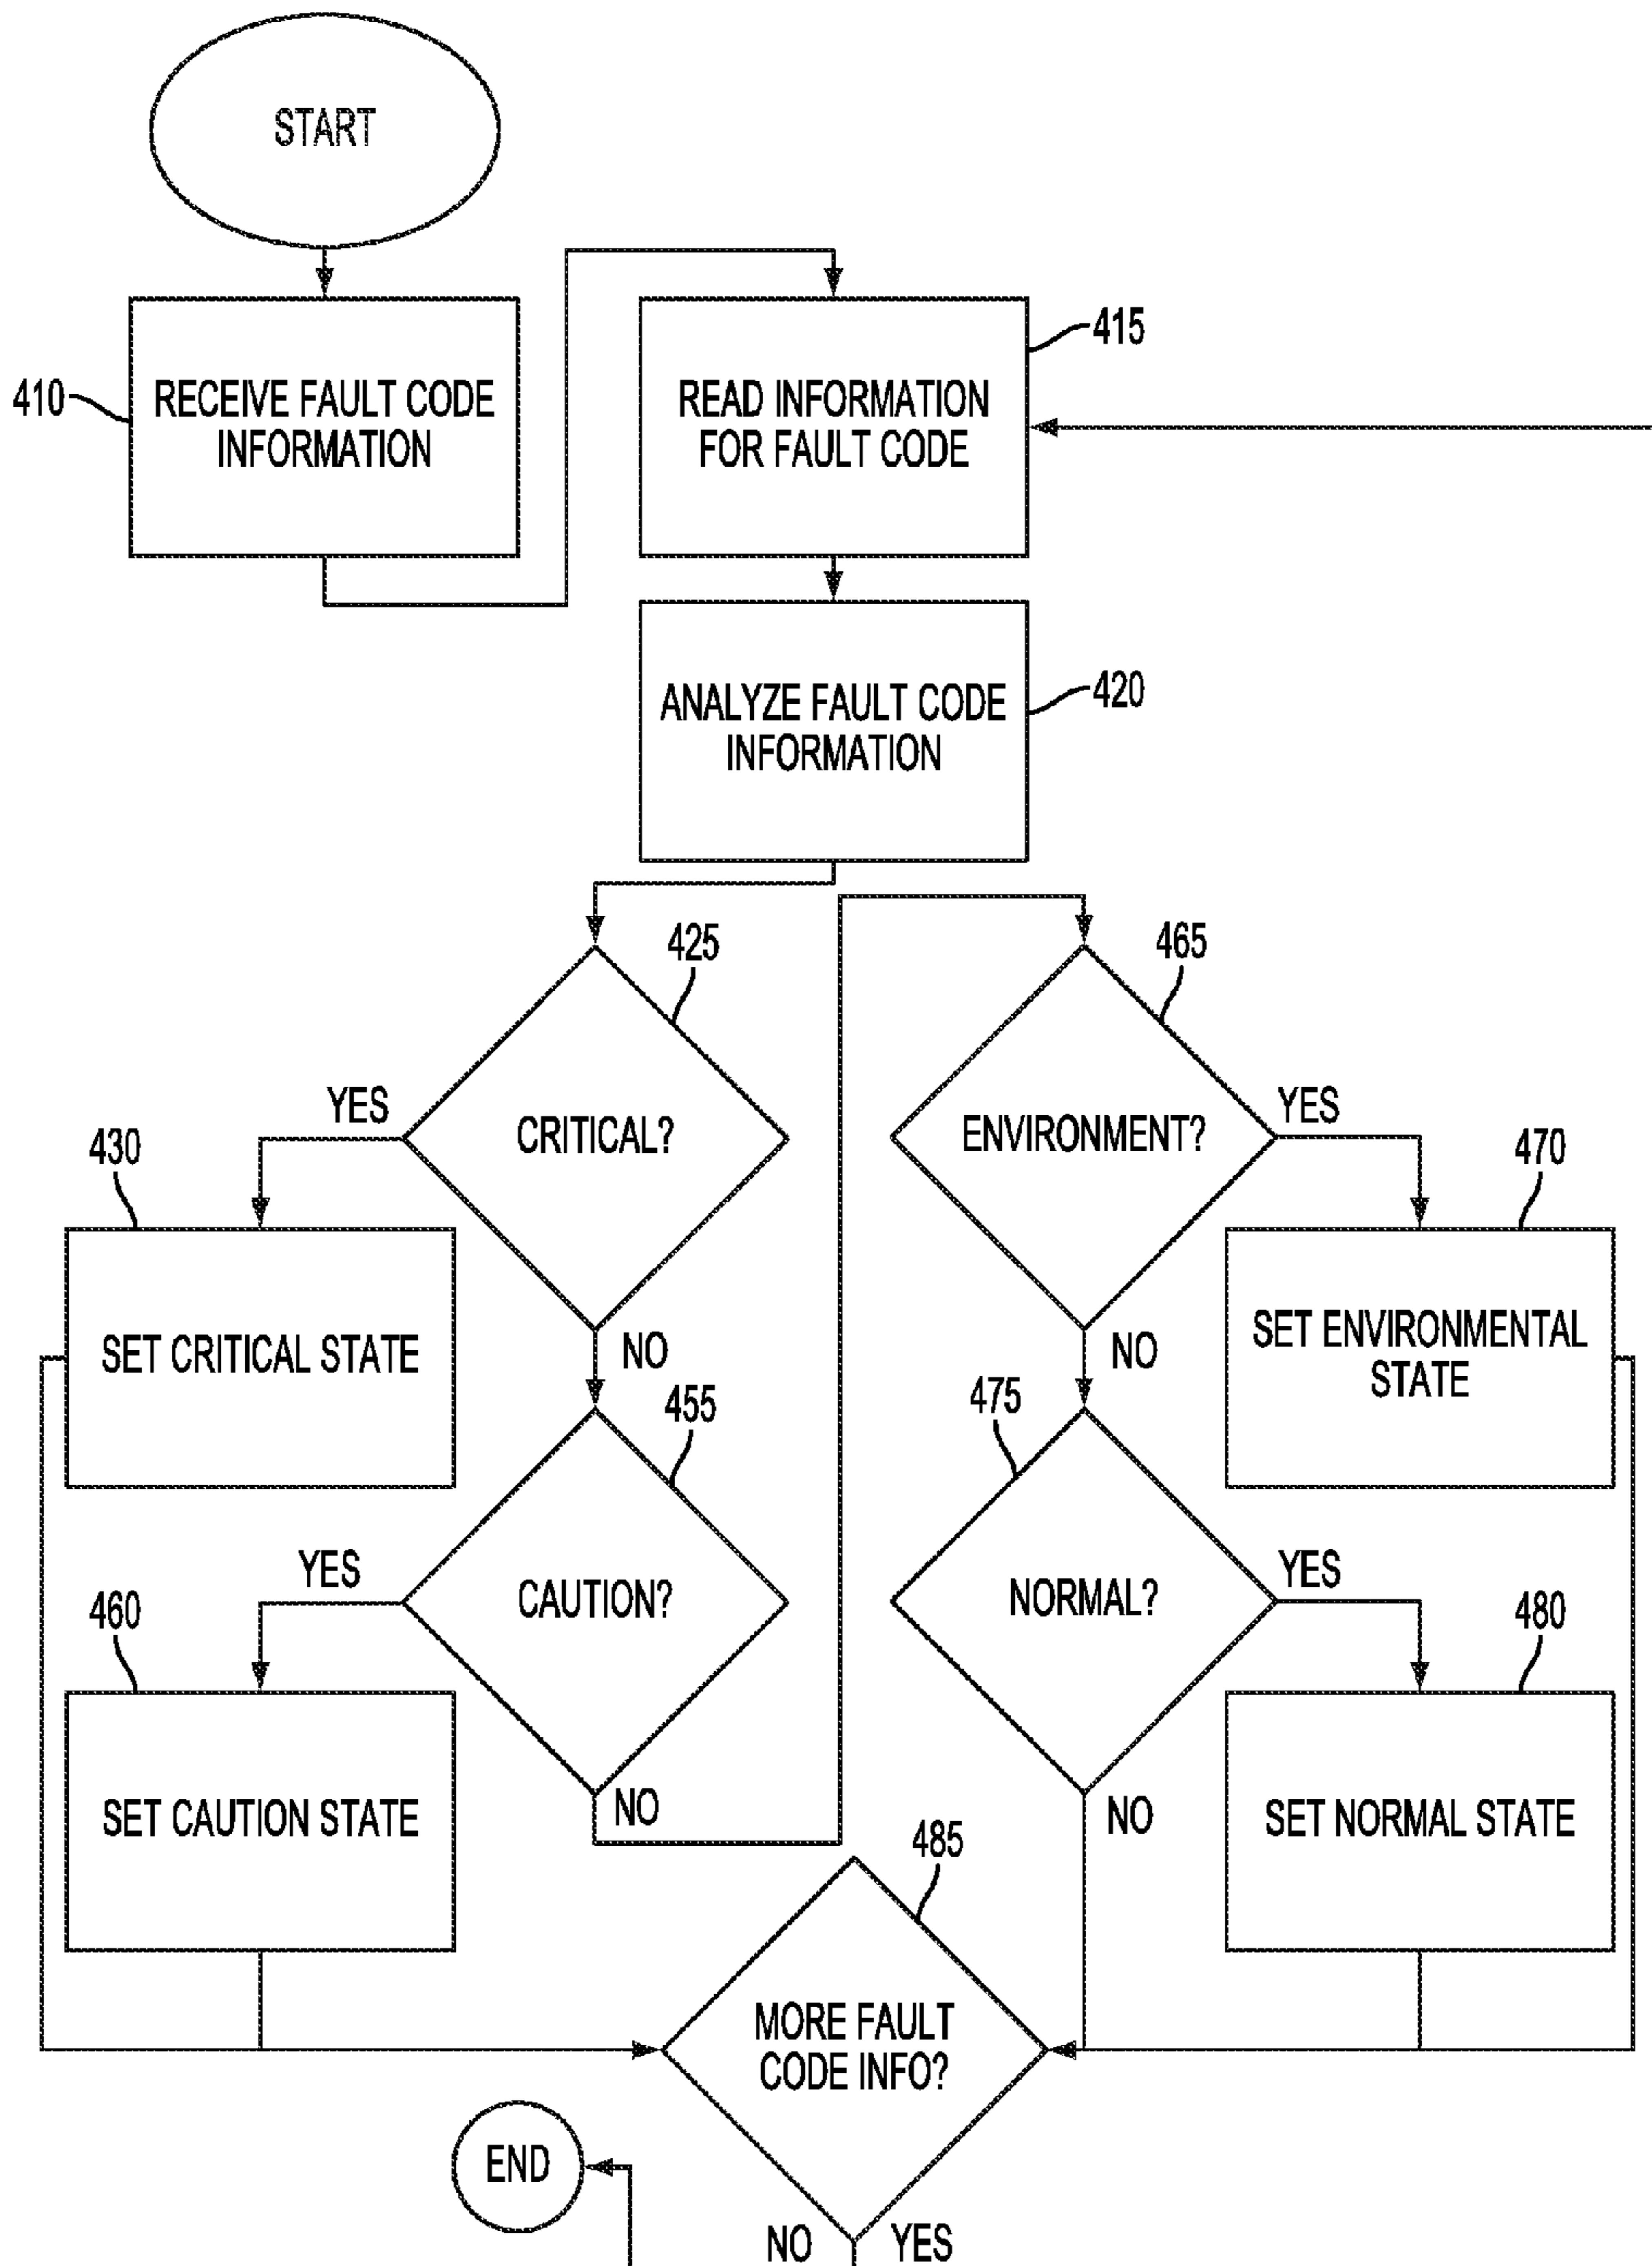 START
410
RECEIVE FAULT CODE
INFORMATION
415
READ INFORMATION
FOR FAULT CODE
420
ANALYZE FAULT CODE
INFORMATION
425
CRITICAL?
YES
NO
430
SET CRITICAL STATE
455
CAUTION?
YES
NO
460
SET CAUTION STATE
465
ENVIRONMENT?
YES
NO
470
SET ENVIRONMENTAL
STATE
475
NORMAL?
YES
NO
480
SET NORMAL STATE
485
MORE FAULT
CODE INFO?
NO
YES
END